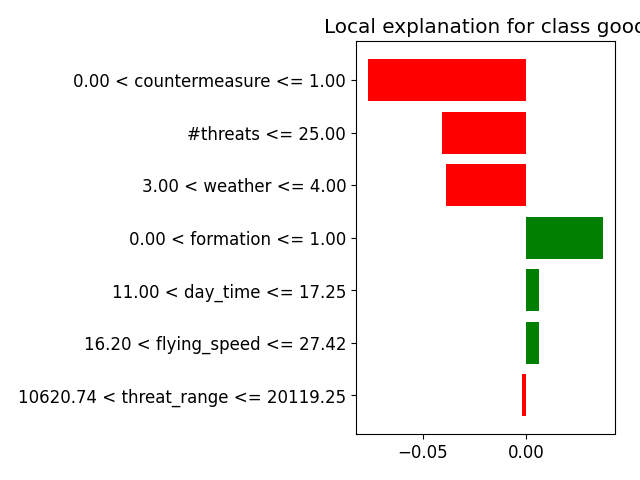 Local explanation for class good
0.00 < countermeasure <= 1.00
#threats <= 25.00
3.00 < weather <= 4.00
0.00 < formation <= 1.00
11.00 < day_time <= 17.25
16.20 < flying_speed <= 27.42
10620.74 < threat_range <= 20119.25
−0.05 0.00